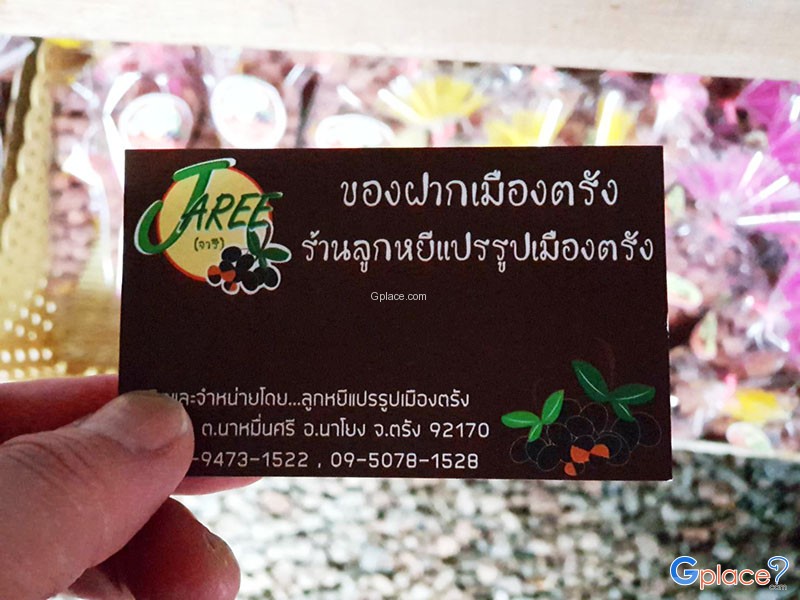 JAREE
(จารี)
ของฝากเมืองตรัง
ร้านลูกหยีแปรรูปเมืองตรัง
Gplace.com
และจำหน่ายโดย...ลูกหยีแปรรูปเมืองตรัง
ต.นาหมื่นศรี อ.นาโยง จ.ตรัง 92170
-9473-1522 , 09-5078-1528
Gplace
.com